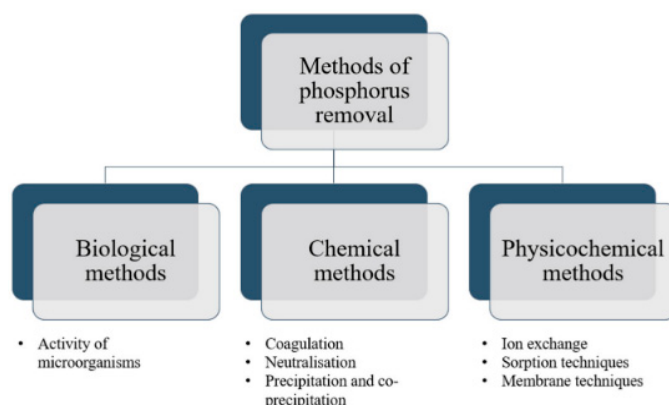 Methods of
phosphorus
removal
Biological
methods
Chemical
methods
Physicochemical
methods
• Activity of
microorganisms
• Coagulation
• Neutralisation
• Precipitation and co-
precipitation
• Ion exchange
• Sorption techniques
• Membrane techniques